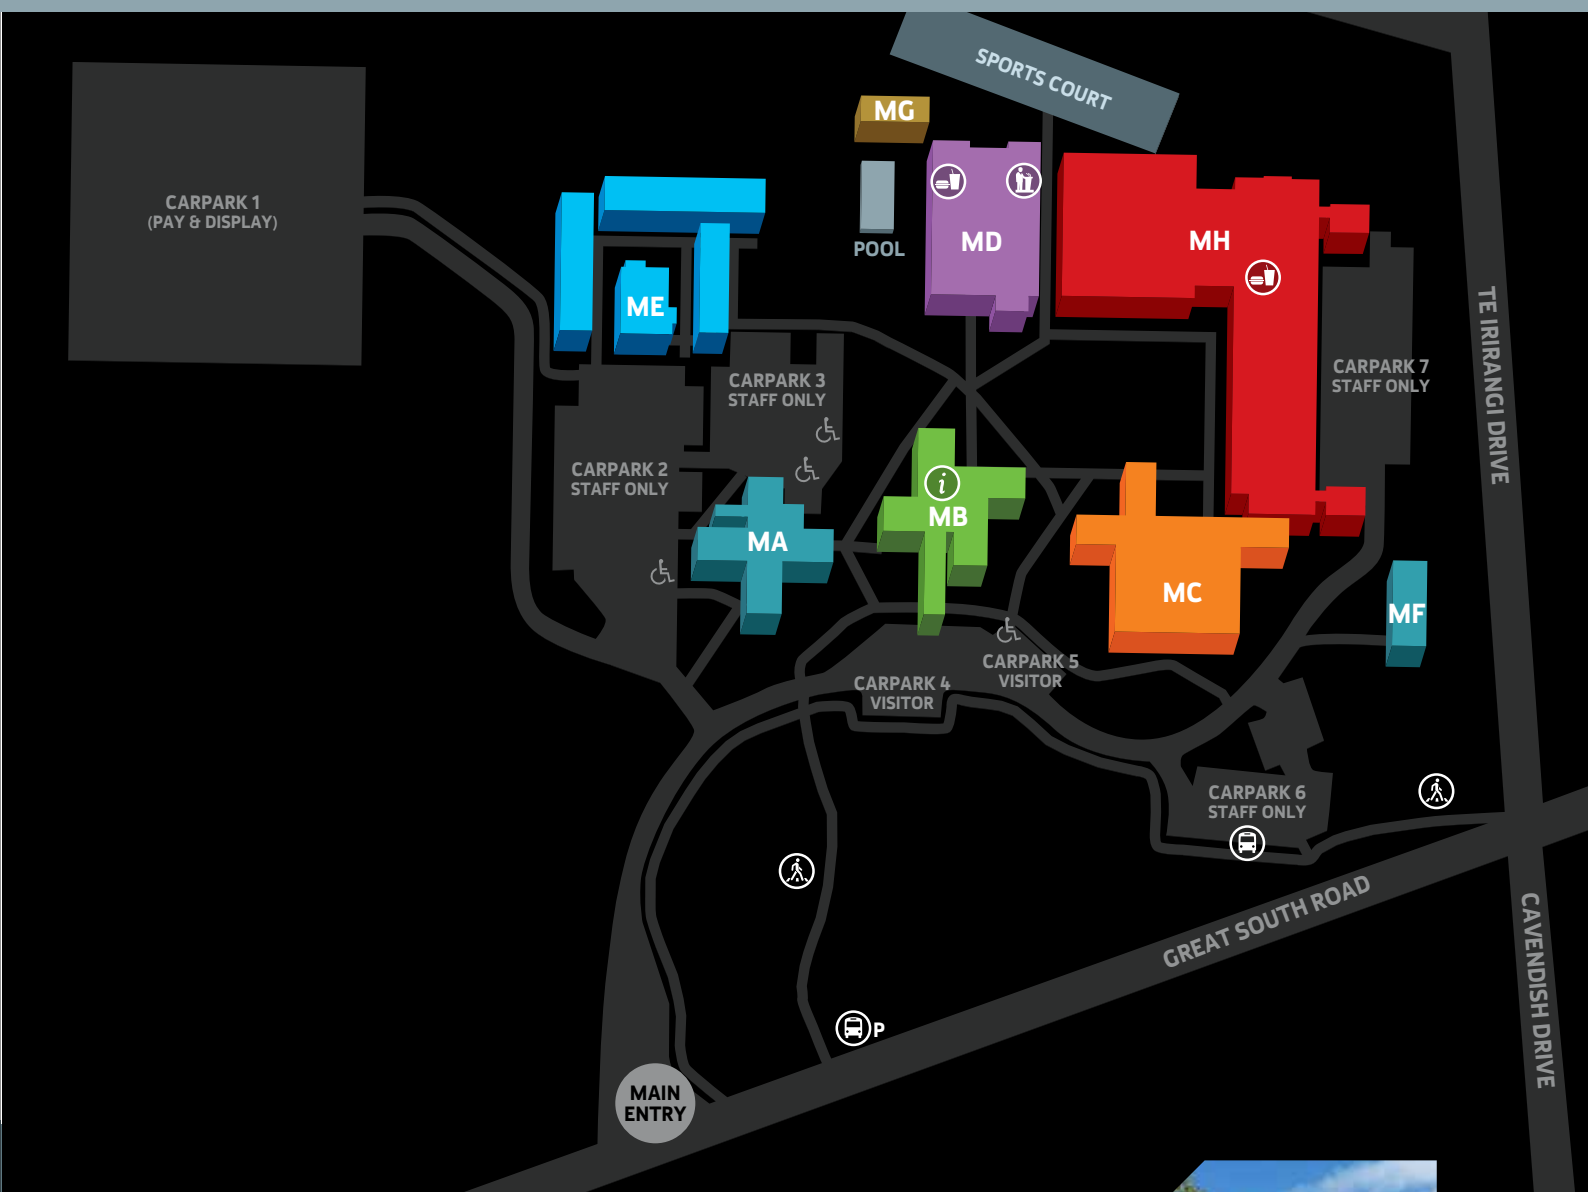 SPORTS COURT
MG
CARPARK 1
(PAY & DISPLAY)
POOL
MD
MH
ME
TE IRIRANGI DRIVE
CARPARK 3
STAFF ONLY
CARPARK 7
STAFF ONLY
CARPARK 2
STAFF ONLY
i
MB
MA
MC
MF
CARPARK 5
VISITOR
CARPARK 4
VISITOR
CARPARK 6
STAFF ONLY
GREAT SOUTH ROAD
CAVENDISH DRIVE
P
MAIN
ENTRY